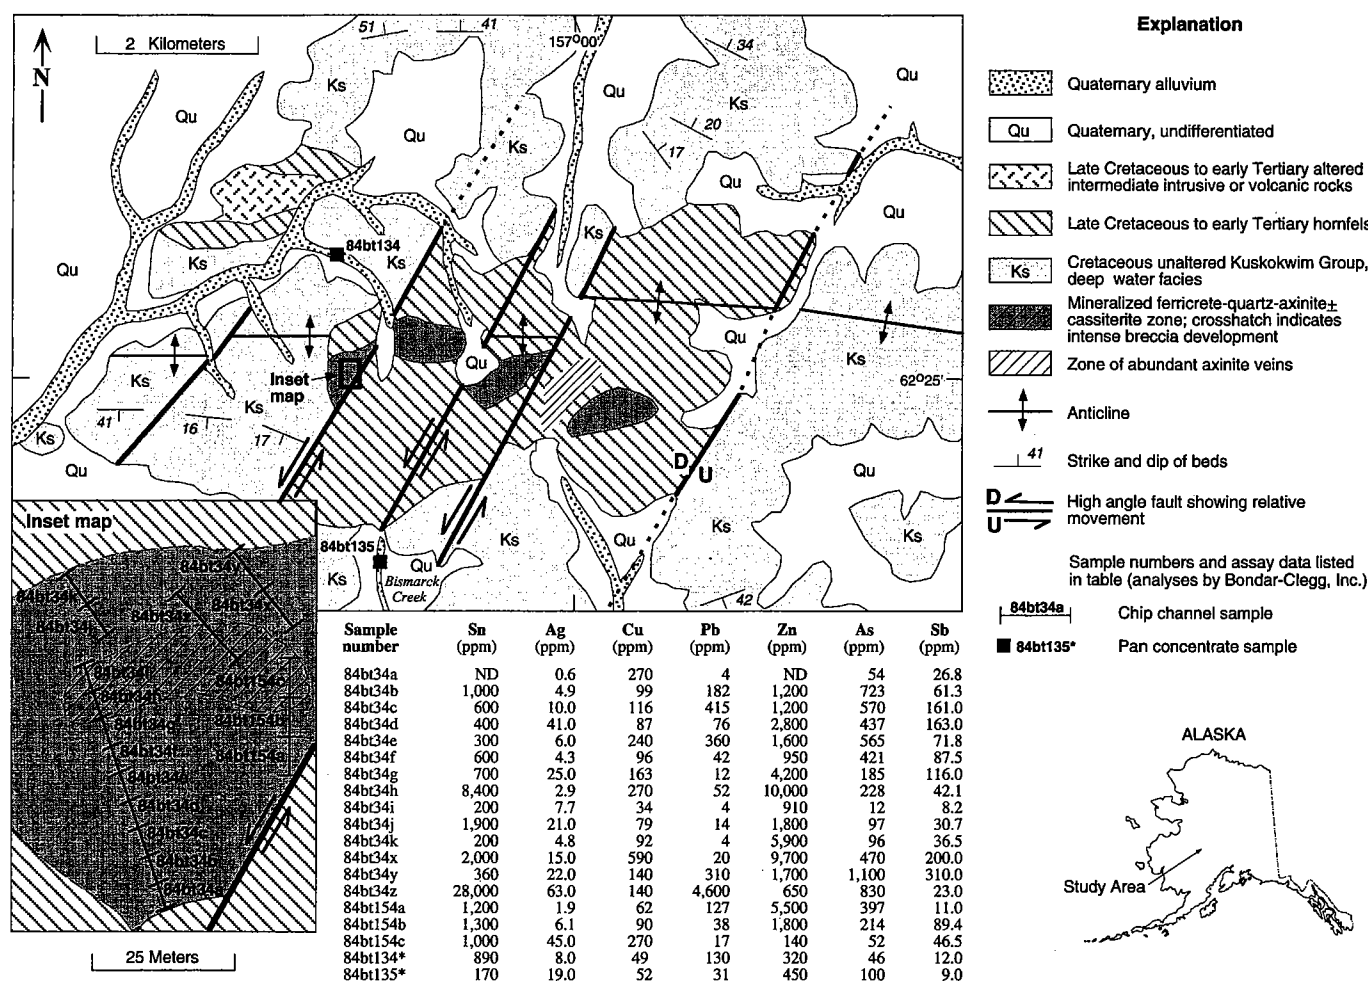 2 Kilometers
N
51
41
157°00'
34
Qu
Ks
Qu
Qu
Ks
Qu
Qu
Ks
20
17
Qu
Qu
84bt134
Ks
Ks
Ks
Qu
Qu
Qu
Ks
62°25'
Inset
map
Ks
Ks
41
16
17
Ks
Qu
Qu
D
U
Qu
Ks
Ks
Qu
Ks
84bt135
Ks
Qu
Bismarck
Creek
42
Inset map
84bt34y
84bt34k
84bt34x
84bt34z
84bt154c
84bt154b
84bt154a
84bt34c
25 Meters
Explanation
Quaternary alluvium
Qu Quaternary, undifferentiated
Late Cretaceous to early Tertiary altered
intermediate intrusive or volcanic rocks
Late Cretaceous to early Tertiary hornfels
Ks Cretaceous unaltered Kuskokwim Group,
deep water facies
Mineralized ferricrete-quartz-axinite±
cassiterite zone; crosshatch indicates
intense breccia development
Zone of abundant axinite veins
Anticline
41 Strike and dip of beds
D U High angle fault showing relative
movement
Sample numbers and assay data listed
in table (analyses by Bondar-Clegg, Inc.)
84bt34a Chip channel sample
84bt135* Pan concentrate sample
Sample number Sn (ppm) Ag (ppm) Cu (ppm) Pb (ppm) Zn (ppm) As (ppm) Sb (ppm)
84bt34a ND 0.6 270 4 ND 54 26.8
84bt34b 1,000 4.9 99 182 1,200 723 61.3
84bt34c 600 10.0 116 415 1,200 570 161.0
84bt34d 400 41.0 87 76 2,800 437 163.0
84bt34e 300 6.0 240 360 1,600 565 71.8
84bt34f 600 4.3 96 42 950 421 87.5
84bt34g 700 25.0 163 12 4,200 185 116.0
84bt34h 8,400 2.9 270 52 10,000 228 42.1
84bt34i 200 7.7 34 4 910 12 8.2
84bt34j 1,900 21.0 79 14 1,800 97 30.7
84bt34k 200 4.8 92 4 5,900 96 36.5
84bt34x 2,000 15.0 590 20 9,700 470 200.0
84bt34y 360 22.0 140 310 1,700 1,100 310.0
84bt34z 28,000 63.0 140 4,600 650 830 23.0
84bt154a 1,200 1.9 62 127 5,500 397 11.0
84bt154b 1,300 6.1 90 38 1,800 214 89.4
84bt154c 1,000 45.0 270 17 140 52 46.5
84bt134* 890 8.0 49 130 320 46 12.0
84bt135* 170 19.0 52 31 450 100 9.0
ALASKA
Study Area